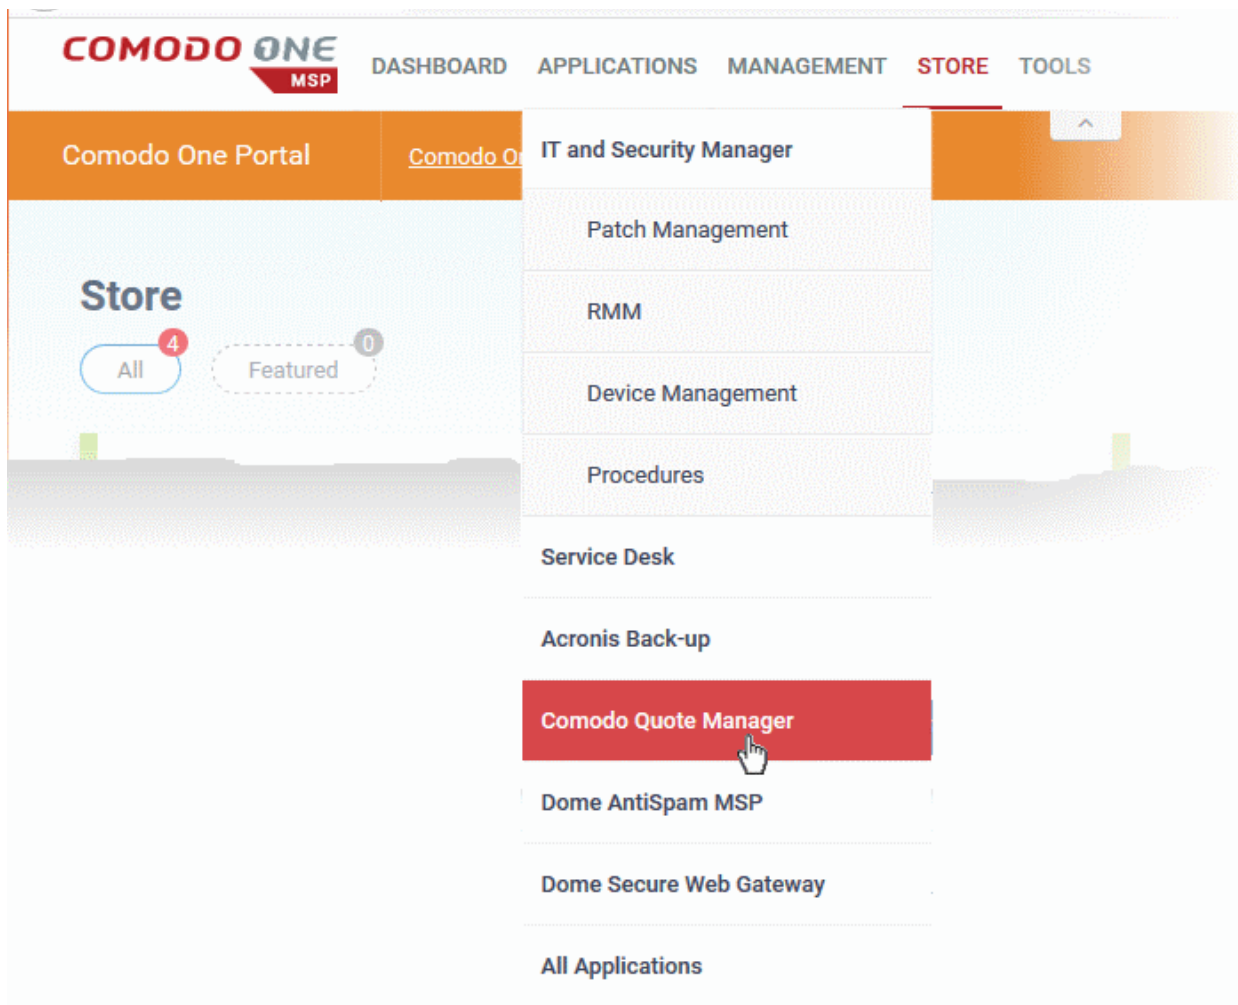 COMODO ONE
MSP
DASHBOARD APPLICATIONS MANAGEMENT STORE TOOLS
Comodo One Portal
Comodo
IT and Security Manager
Patch Management
Store
RMM
All 4
Featured 0
Device Management
Procedures
Service Desk
Acronis Back-up
Comodo Quote Manager
Dome AntiSpam MSP
Dome Secure Web Gateway
All Applications